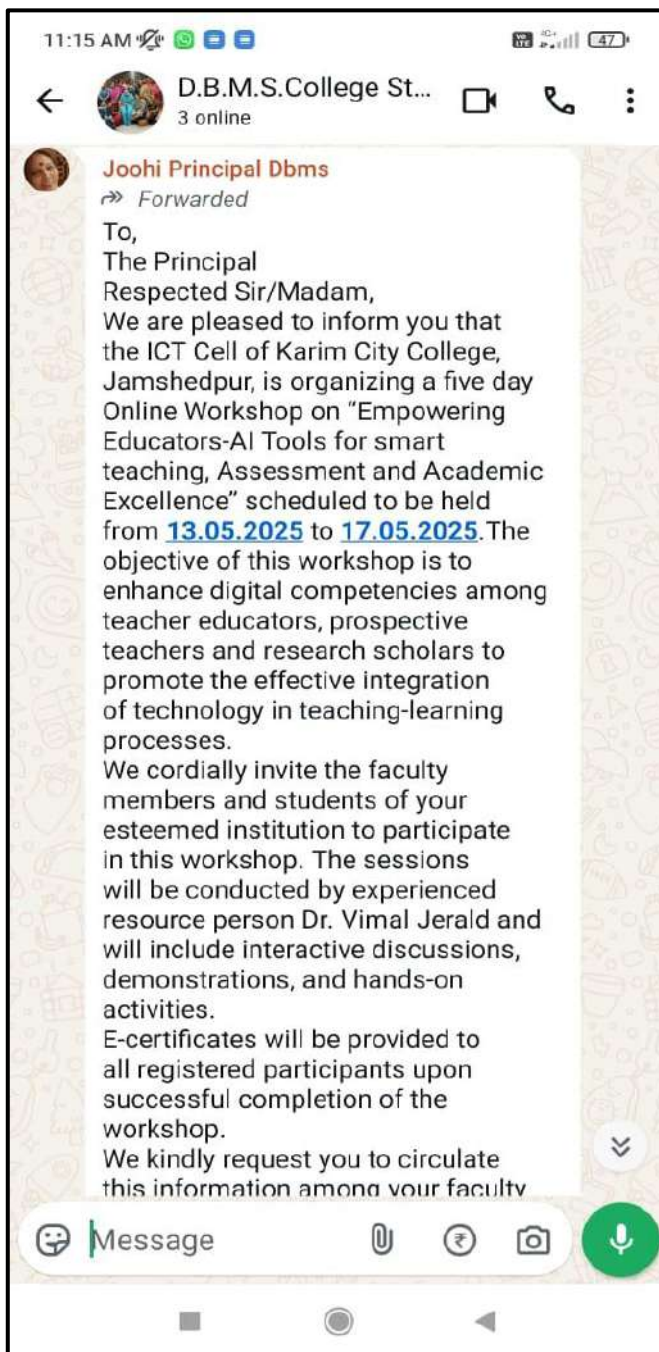 11:15 AM
Vo LTE 4G+ 47
D.B.M.S.College St...
3 online
Joohi Principal Dbms
Forwarded
To,
The Principal
Respected Sir/Madam,
We are pleased to inform you that
the ICT Cell of Karim City College,
Jamshedpur, is organizing a five day
Online Workshop on “Empowering
Educators-AI Tools for smart
teaching, Assessment and Academic
Excellence” scheduled to be held
from 13.05.2025 to 17.05.2025.The
objective of this workshop is to
enhance digital competencies among
teacher educators, prospective
teachers and research scholars to
promote the effective integration
of technology in teaching-learning
processes.
We cordially invite the faculty
members and students of your
esteemed institution to participate
in this workshop. The sessions
will be conducted by experienced
resource person Dr. Vimal Jerald and
will include interactive discussions,
demonstrations, and hands-on
activities.
E-certificates will be provided to
all registered participants upon
successful completion of the
workshop.
We kindly request you to circulate
this information among your faculty
Message